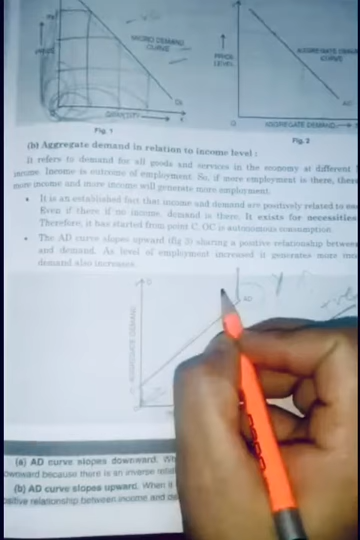 PRICE
MICRO DEMAND
CURVE
QUANTITY
Fig. 1
PRICE
LEVEL
AGGREGATE DEMAND
CURVE
AD
O
AGGREGATE DEMAND
Fig. 2
(b) Aggregate demand in relation to income level :
It refers to demand for all goods and services in the economy at different
income. Income is outcome of employment. So, if more employment is there, then
more income and more income will generate more employment.
• It is an established fact that income and demand are positively related to
Even if there if no income, demand is there. It exists for necessities
Therefore, it has started from point C, OC is autonomous consumption.
• The AD curve slopes upward (fig 3) sharing a positive relationship between
and demand. As level of employment increased it generates more
demand also increases.
AGGREGATE DEMAND
(a) AD curve slopes downward.
downward because there is an inverse
(b) AD curve slopes upward. When it
positive relationship between income and